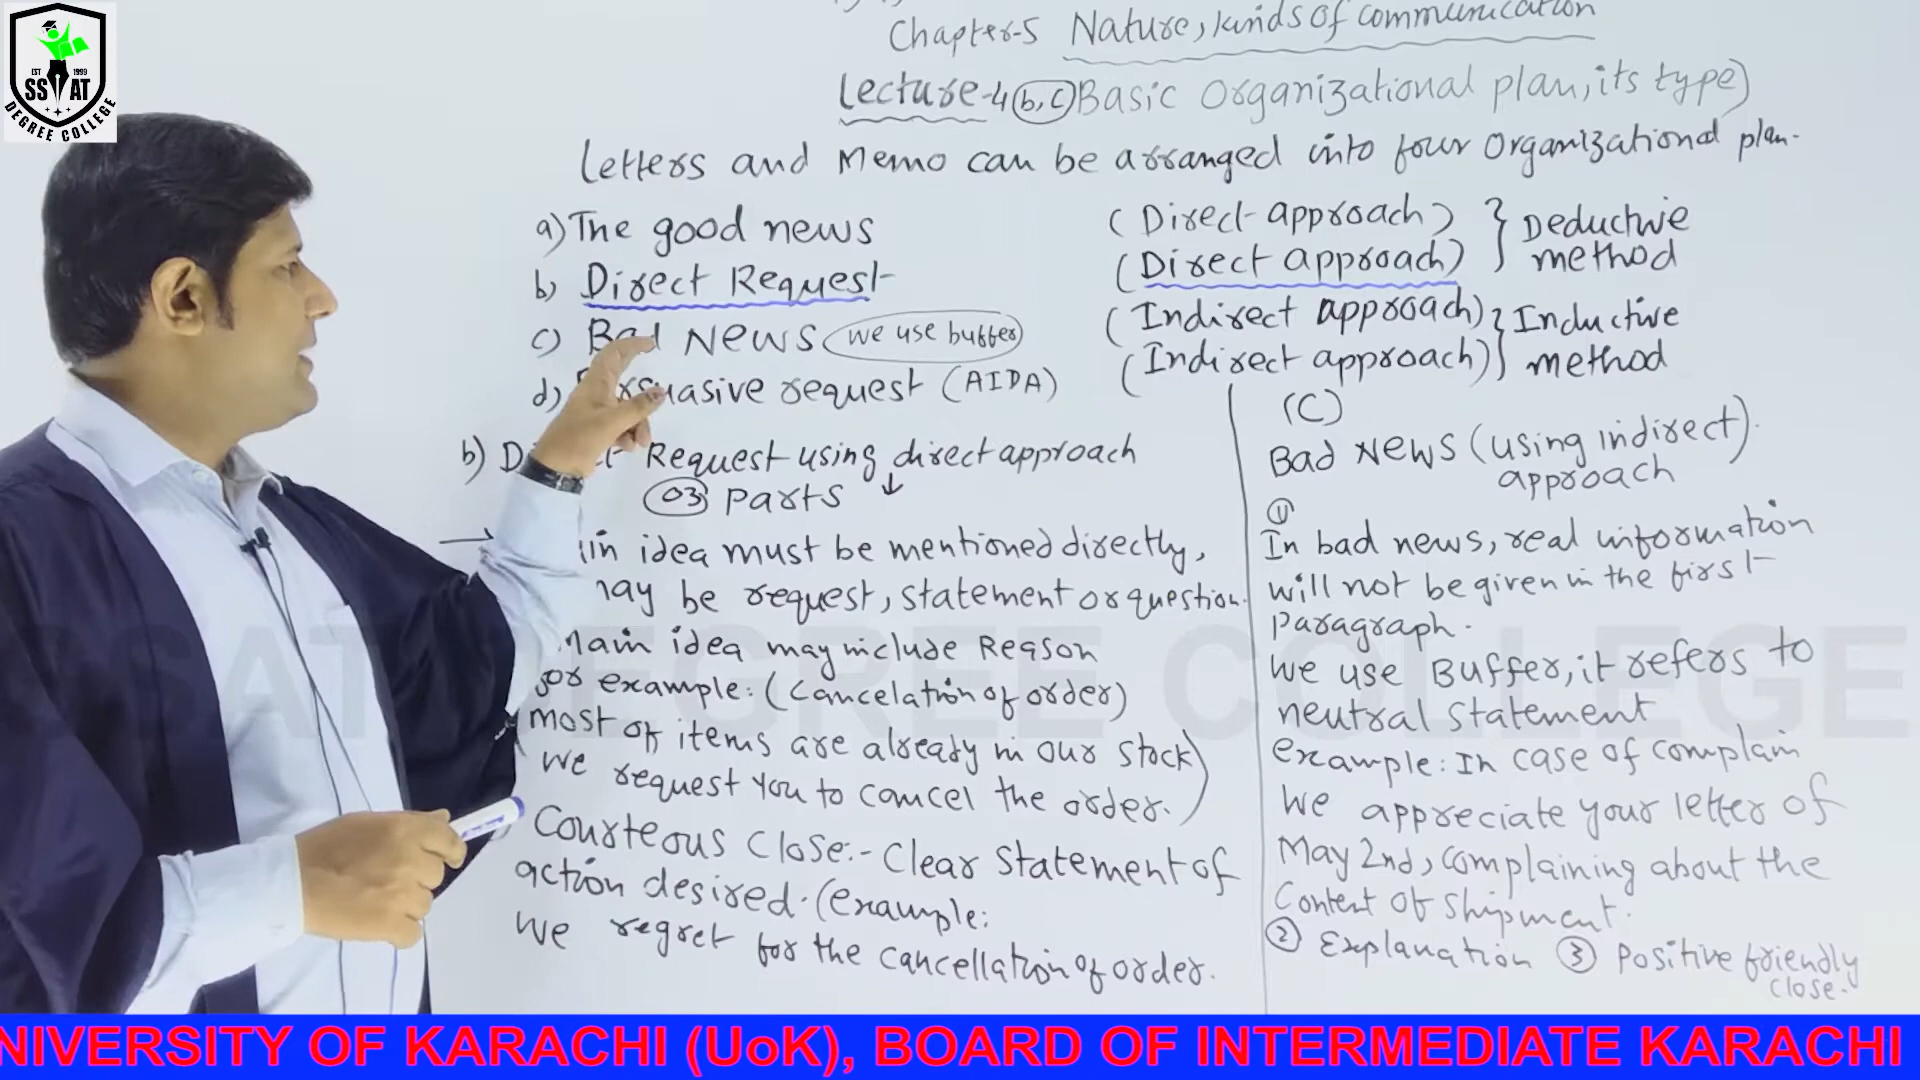 EST 1999
SSAT
DEGREE COLLEGE
Chapter-5 Nature, kinds of communication
Lecture-4 (b,c) Basic Organizational plan, its type)
Letters and Memo can be arranged into four Organizational plan.
a) The good news (Direct approach) } Deductive
b) Direct Request (Direct approach) method
c) Bad News (we use buffer) (Indirect approach) } Inductive
d) Persuasive request (AIDA) (Indirect approach) method
b) Request using direct approach
03 parts ↓
→ idea must be mentioned directly,
may be request, statement or question.
Main idea may include Reason
for example: (Cancelation of order)
most of items are already in our stock
we request you to cancel the order.)
Courteous Close:- Clear Statement of
action desired. (Example:
we regret for the cancellation of order.
(C)
Bad News (using indirect)
approach
①
In bad news, real information
will not be given in the first
paragraph.
We use Buffer, it refers to
neutral statement
example: In case of complain
We appreciate your letter of
May 2nd, complaining about the
Content of shipment.
② Explanation ③ Positive friendly
close.
SSAT DEGREE COLLEGE
NIVERSITY OF KARACHI (UoK), BOARD OF INTERMEDIATE KARACHI